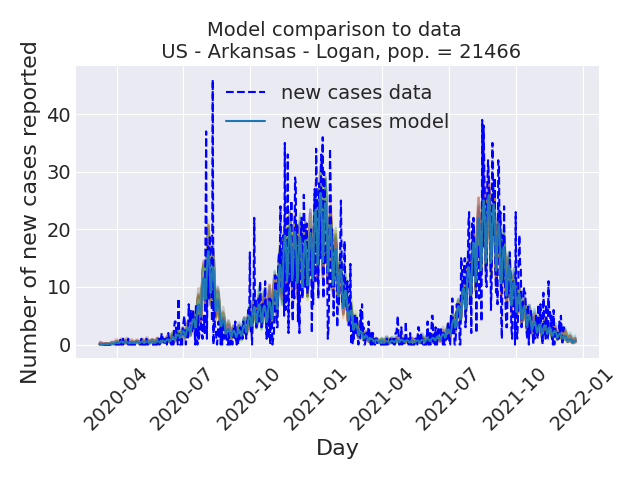 Model comparison to data
US - Arkansas - Logan, pop. = 21466
Number of new cases reported
new cases data
new cases model
40
30
20
10
0
2020-04
2020-07
2020-10
2021-01
2021-04
2021-07
2021-10
2022-01
Day